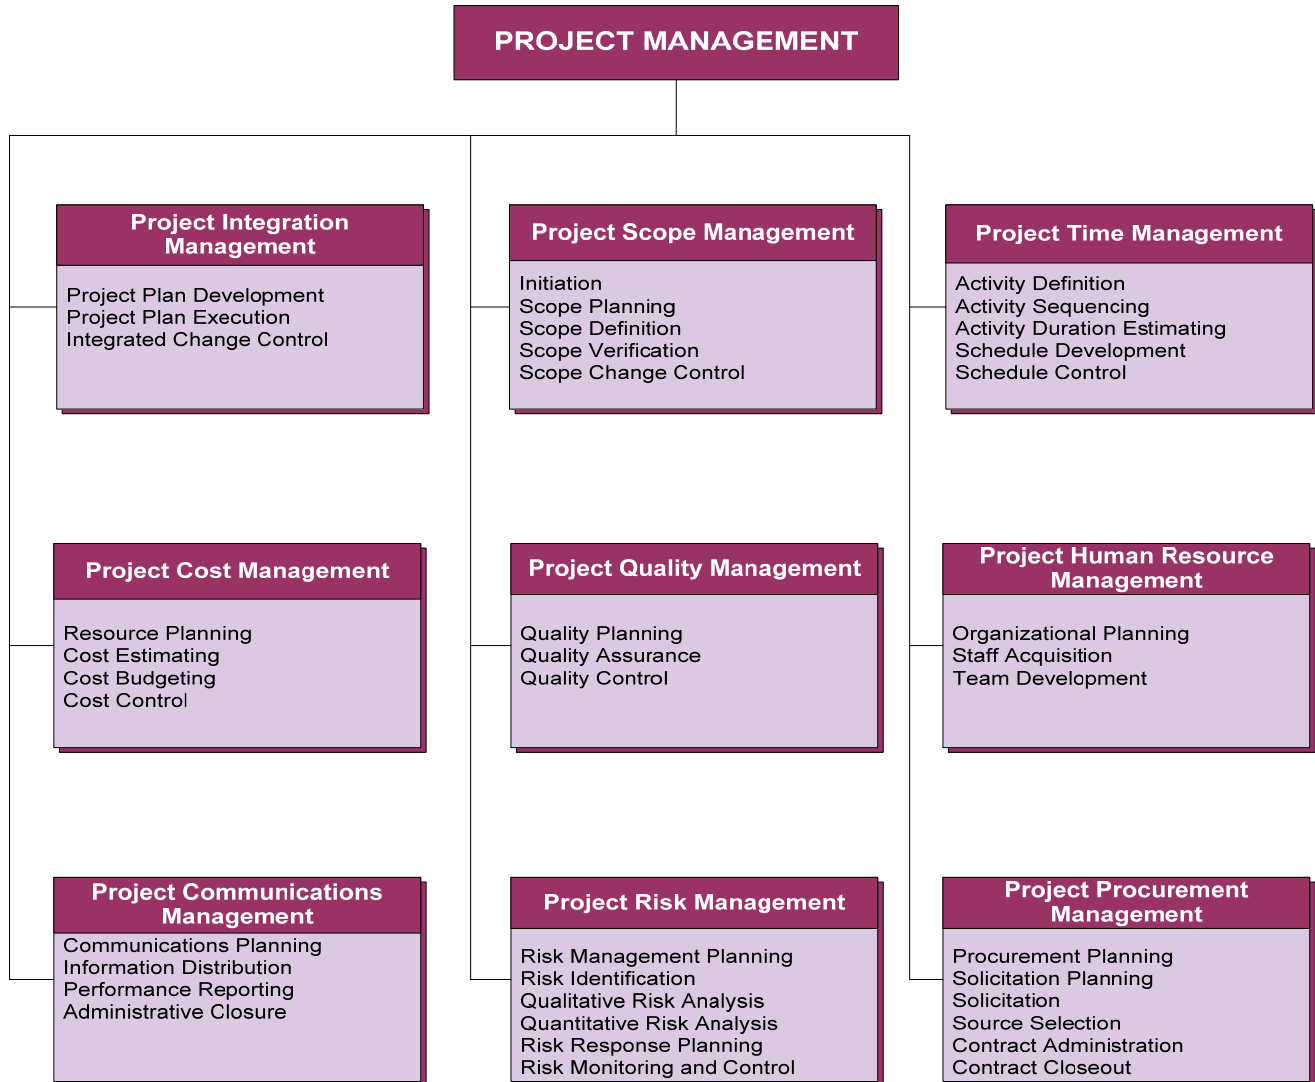 PROJECT MANAGEMENT
Project Integration
Management
Project Plan Development
Project Plan Execution
Integrated Change Control
Project Scope Management
Initiation
Scope Planning
Scope Definition
Scope Verification
Scope Change Control
Project Time Management
Activity Definition
Activity Sequencing
Activity Duration Estimating
Schedule Development
Schedule Control
Project Cost Management
Resource Planning
Cost Estimating
Cost Budgeting
Cost Control
Project Quality Management
Quality Planning
Quality Assurance
Quality Control
Project Human Resource
Management
Organizational Planning
Staff Acquisition
Team Development
Project Communications
Management
Communications Planning
Information Distribution
Performance Reporting
Administrative Closure
Project Risk Management
Risk Management Planning
Risk Identification
Qualitative Risk Analysis
Quantitative Risk Analysis
Risk Response Planning
Risk Monitoring and Control
Project Procurement
Management
Procurement Planning
Solicitation Planning
Solicitation
Source Selection
Contract Administration
Contract Closeout